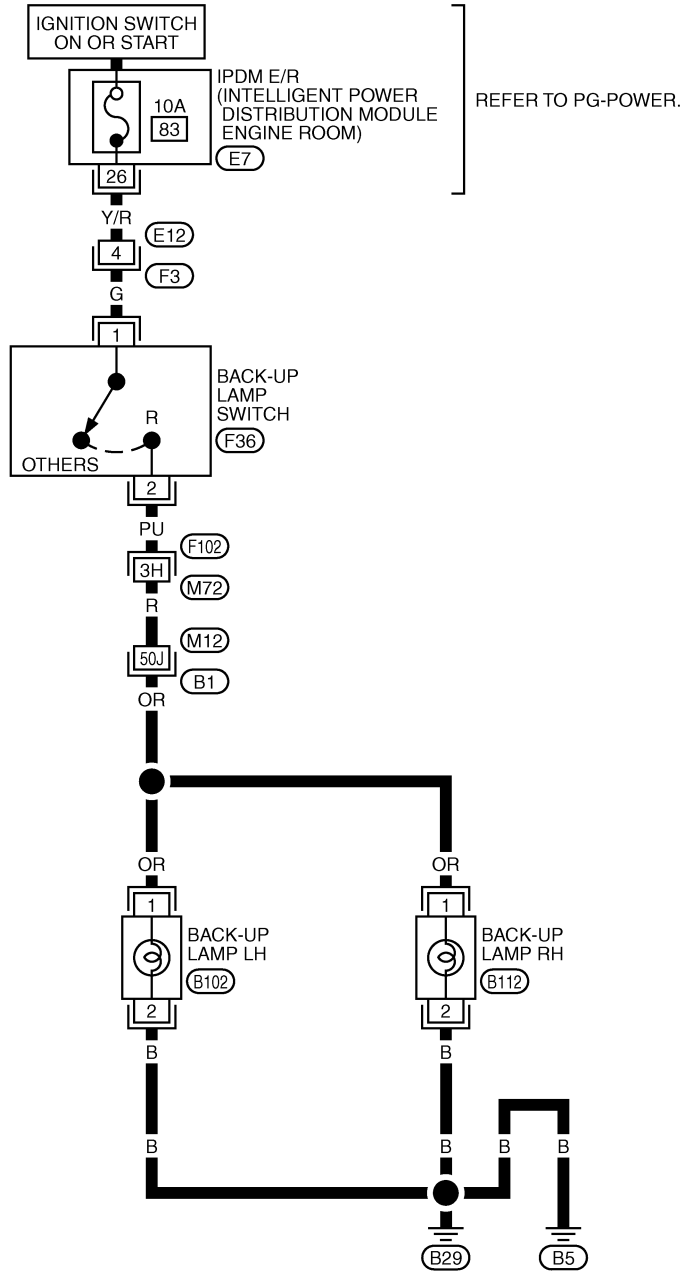 IGNITION SWITCH
ON OR START
IPDM E/R
(INTELLIGENT POWER
DISTRIBUTION MODULE
ENGINE ROOM)
REFER TO PG-POWER.
10A
83
E7
26
Y/R
E12
4
F3
G
1
BACK-UP
LAMP
SWITCH
R
F36
OTHERS
2
PU
F102
3H
M72
R
M12
50J
B1
OR
OR
OR
1
1
BACK-UP
LAMP LH
BACK-UP
LAMP RH
B102
B112
2
2
B
B
B
B
B
B
B29
B5